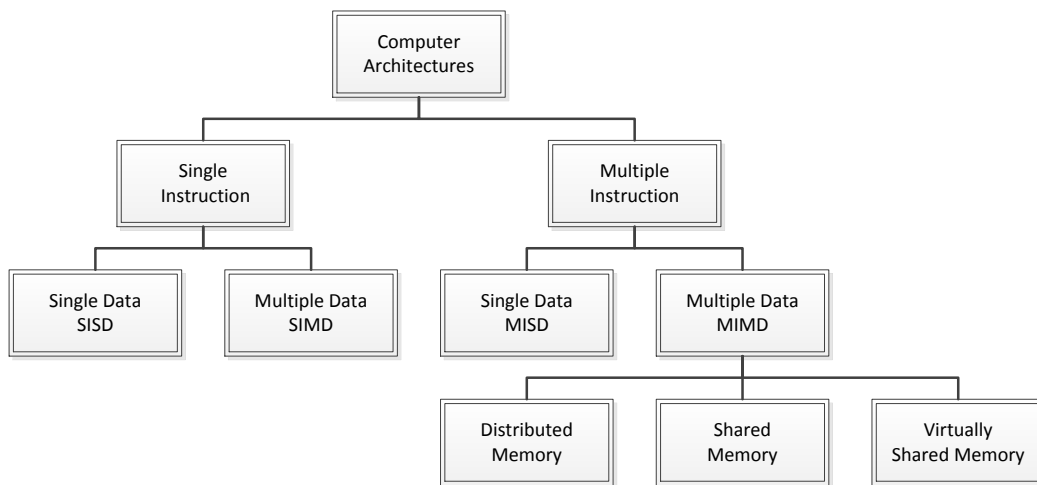 Computer
Architectures
Single
Instruction
Multiple
Instruction
Single Data
SISD
Multiple Data
SIMD
Single Data
MISD
Multiple Data
MIMD
Distributed
Memory
Shared
Memory
Virtually
Shared Memory